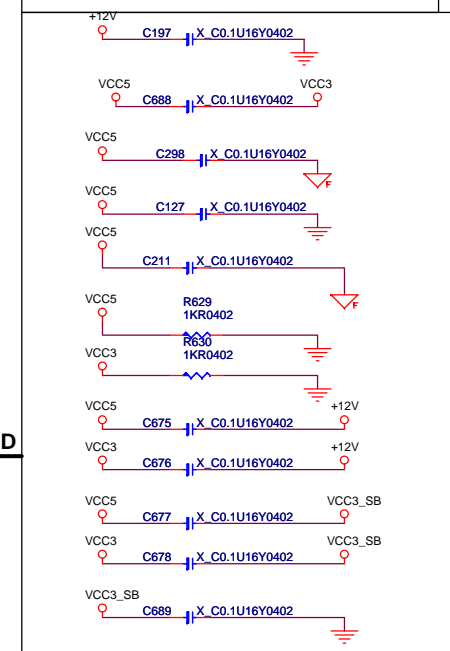 +12V
C197 X_C0.1U16Y0402
VCC5 VCC3
C688 X_C0.1U16Y0402
VCC5
C298 X_C0.1U16Y0402
F
VCC5
C127 X_C0.1U16Y0402
VCC5
C211 X_C0.1U16Y0402
F
VCC5
R629
1KR0402
VCC3
R630
1KR0402
VCC5 +12V
C675 X_C0.1U16Y0402
D
VCC3 +12V
C676 X_C0.1U16Y0402
VCC5 VCC3_SB
C677 X_C0.1U16Y0402
VCC3 VCC3_SB
C678 X_C0.1U16Y0402
VCC3_SB
C689 X_C0.1U16Y0402